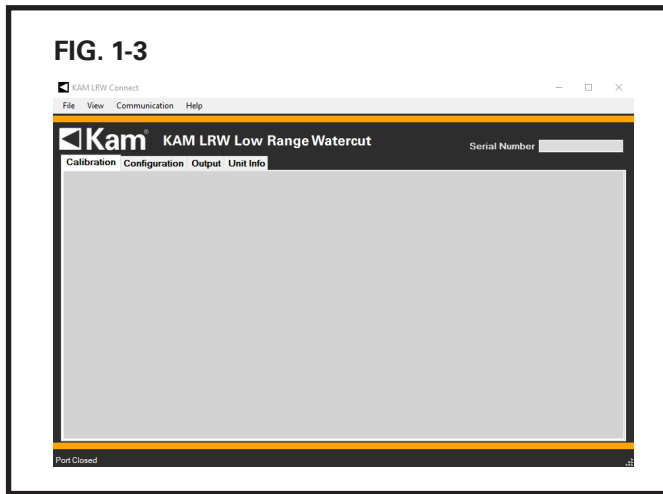 FIG. 1-3
KAM LRW Connect
File View Communication Help
Kam® KAM LRW Low Range Watercut
Serial Number
Calibration Configuration Output Unit Info
Port Closed